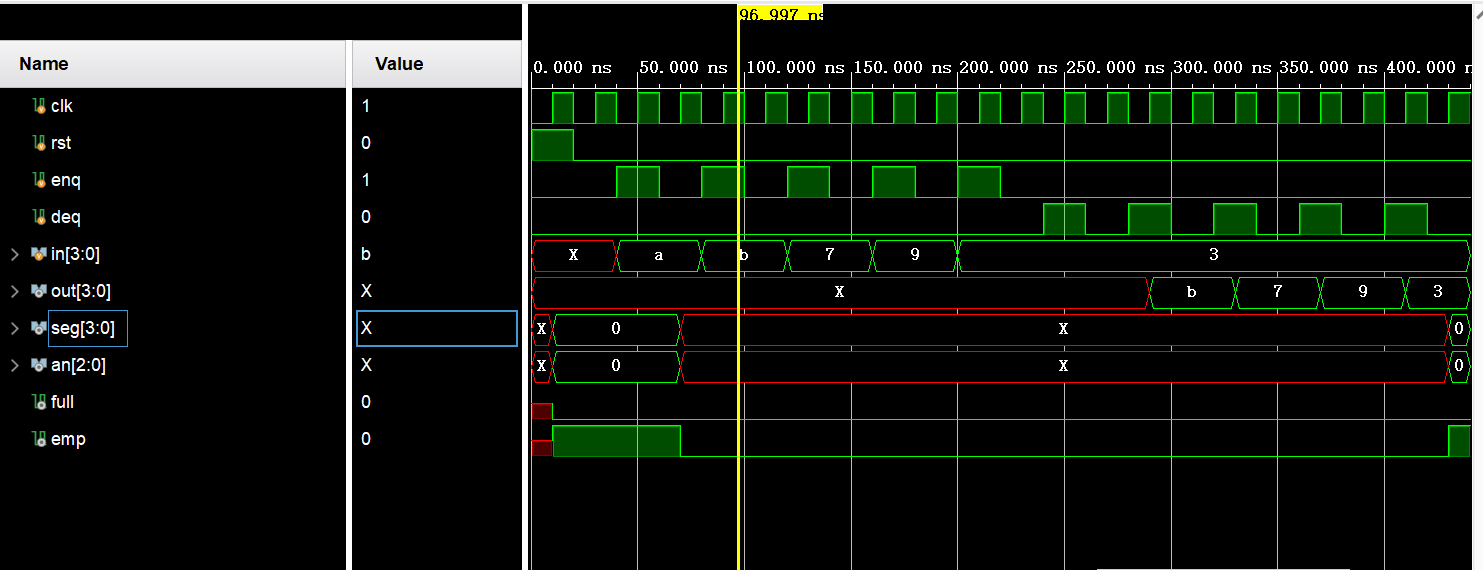 96.997 ns
Name Value
0.000 ns 50.000 ns 100.000 ns 150.000 ns 200.000 ns 250.000 ns 300.000 ns 350.000 ns 400.000 n
clk 1
rst 0
enq 1
deq 0
in[3:0] b X a b 7 9 3
out[3:0] X X b 7 9 3
seg[3:0] X X 0 X 0
an[2:0] X X 0 X 0
full 0
emp 0